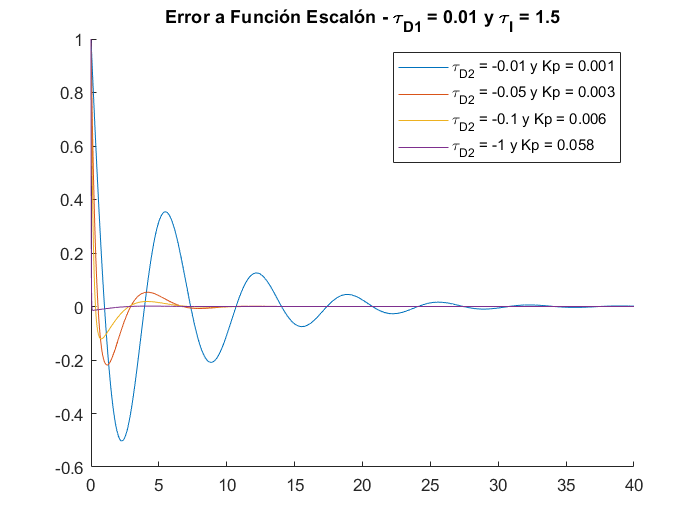 Error a Función Escalón - τD1 = 0.01 y τI = 1.5
τD2 = -0.01 y Kp = 0.001
τD2 = -0.05 y Kp = 0.003
τD2 = -0.1 y Kp = 0.006
τD2 = -1 y Kp = 0.058
1
0.8
0.6
0.4
0.2
0
-0.2
-0.4
-0.6
0 5 10 15 20 25 30 35 40